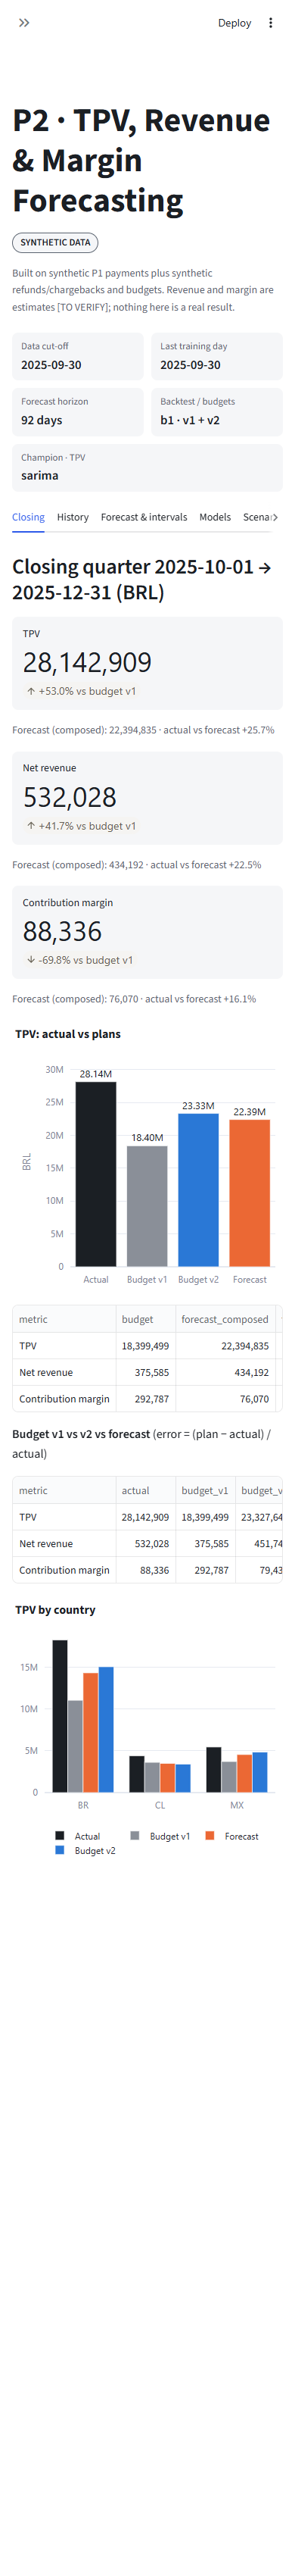 Deploy
P2 · TPV, Revenue
& Margin
Forecasting
SYNTHETIC DATA
Built on synthetic P1 payments plus synthetic
refunds/chargebacks and budgets. Revenue and margin are
estimates [TO VERIFY]; nothing here is a real result.
Data cut-off
2025-09-30
Last training day
2025-09-30
Forecast horizon
92 days
Backtest / budgets
b1 · v1 + v2
Champion · TPV
sarima
Closing History Forecast & intervals Models Scena
Closing quarter 2025-10-01 →
2025-12-31 (BRL)
TPV
28,142,909
↑ +53.0% vs budget v1
Forecast (composed): 22,394,835 · actual vs forecast +25.7%
Net revenue
532,028
↑ +41.7% vs budget v1
Forecast (composed): 434,192 · actual vs forecast +22.5%
Contribution margin
88,336
↓ -69.8% vs budget v1
Forecast (composed): 76,070 · actual vs forecast +16.1%
TPV: actual vs plans
BRL
30M
25M
20M
15M
10M
5M
0
28.14M
18.40M
23.33M
22.39M
Actual Budget v1 Budget v2 Forecast
metric budget forecast_composed
TPV 18,399,499 22,394,835
Net revenue 375,585 434,192
Contribution margin 292,787 76,070
Budget v1 vs v2 vs forecast (error = (plan − actual) /
actual)
metric actual budget_v1 budget_v
TPV 28,142,909 18,399,499 23,327,64
Net revenue 532,028 375,585 451,74
Contribution margin 88,336 292,787 79,43
TPV by country
15M
10M
5M
0
BR CL MX
Actual Budget v1 Forecast
Budget v2